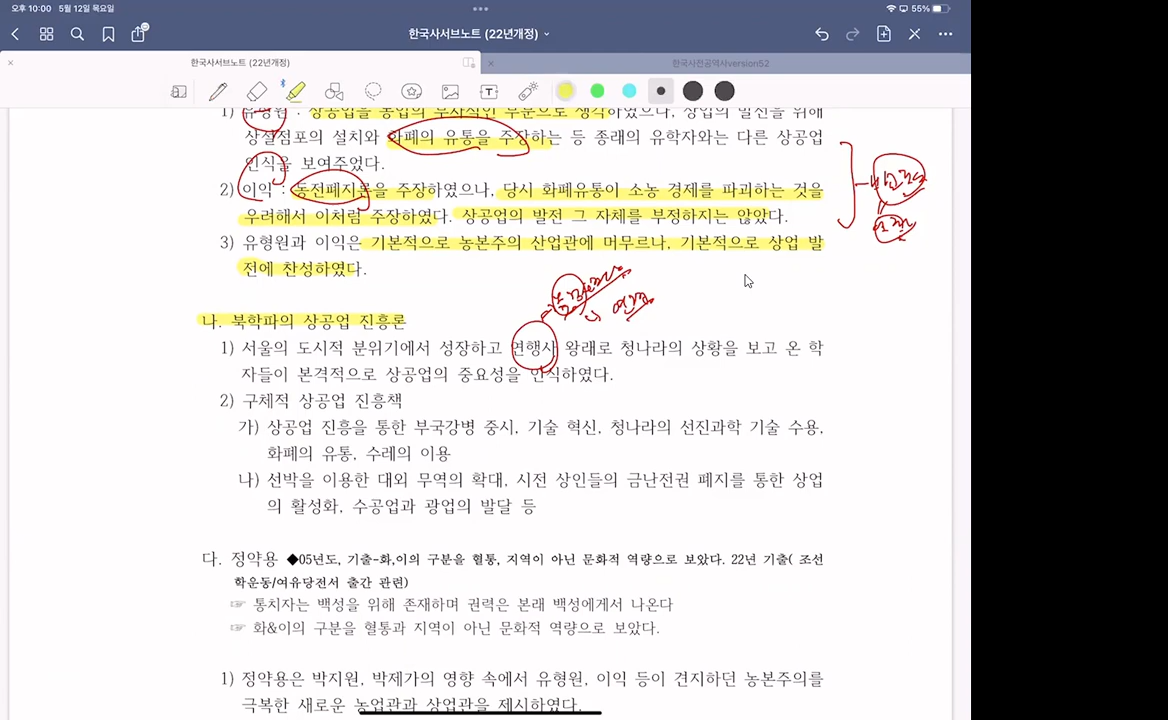 오후 10:00 5월 12일 목요일
55%
한국사서브노트 (22년개정)
한국사서브노트 (22년개정)
한국사전공역사version52
1) 유형원 : 상공업을 농업의 부차적인 부문으로 생각하였으나, 상업의 발전을 위해
상설점포의 설치와 화폐의 유통을 주장하는 등 종래의 유학자와는 다른 상공업
인식을 보여주었다.
2) 이익 : 동전폐지론을 주장하였으나, 당시 화폐유통이 소농 경제를 파괴하는 것을
우려해서 이처럼 주장하였다. 상공업의 발전 그 자체를 부정하지는 않았다.
3) 유형원과 이익은 기본적으로 농본주의 산업관에 머무르나, 기본적으로 상업 발
전에 찬성하였다.
나. 북학파의 상공업 진흥론
1) 서울의 도시적 분위기에서 성장하고 연행사 왕래로 청나라의 상황을 보고 온 학
자들이 본격적으로 상공업의 중요성을 인식하였다.
2) 구체적 상공업 진흥책
가) 상공업 진흥을 통한 부국강병 중시, 기술 혁신, 청나라의 선진과학 기술 수용,
화폐의 유통, 수레의 이용
나) 선박을 이용한 대외 무역의 확대, 시전 상인들의 금난전권 폐지를 통한 상업
의 활성화, 수공업과 광업의 발달 등
다. 정약용 ◆05년도, 기출-화,이의 구분을 혈통, 지역이 아닌 문화적 역량으로 보았다. 22년 기출( 조선
학운동/여유당전서 출간 관련)
☞ 통치자는 백성을 위해 존재하며 권력은 본래 백성에게서 나온다
☞ 화&이의 구분을 혈통과 지역이 아닌 문화적 역량으로 보았다.
1) 정약용은 박지원, 박제가의 영향 속에서 유형원, 이익 등이 견지하던 농본주의를
극복한 새로운 농업관과 상업관을 제시하였다.